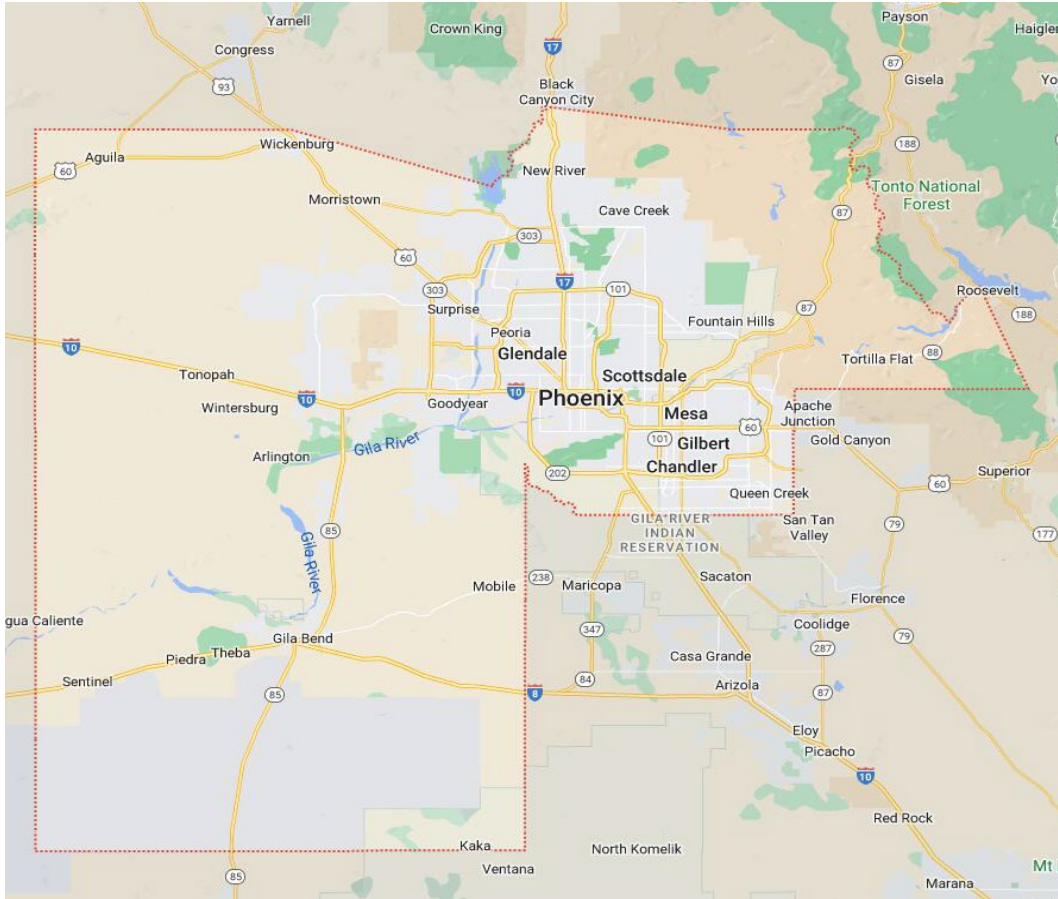 Yarnell
Crown King
Payson
Haigler
Congress
17
87
Gisela
Yo
93
Black
Canyon City
188
Wickenburg
Aguila
60
New River
Tonto National
Forest
Morristown
Cave Creek
87
303
60
17
101
303
Roosevelt
Surprise
Peoria
Fountain Hills
87
188
10
Glendale
88
Tortilla Flat
Tonopah
Scottsdale
10
10
Phoenix
Wintersburg
Goodyear
Mesa
60
Apache
Junction
Gila River
101
Gilbert
Gold Canyon
Arlington
202
Chandler
Superior
60
Queen Creek
GILA RIVER
INDIAN
RESERVATION
San Tan
Valley
79
177
85
Gila River
Mobile
238
Maricopa
Sacaton
Florence
gua Caliente
Coolidge
347
Gila Bend
79
Theba
287
Piedra
Casa Grande
Sentinel
84
Arizola
85
8
87
Eloy
Picacho
10
Red Rock
Kaka
North Komelik
Ventana
Mt
85
Marana